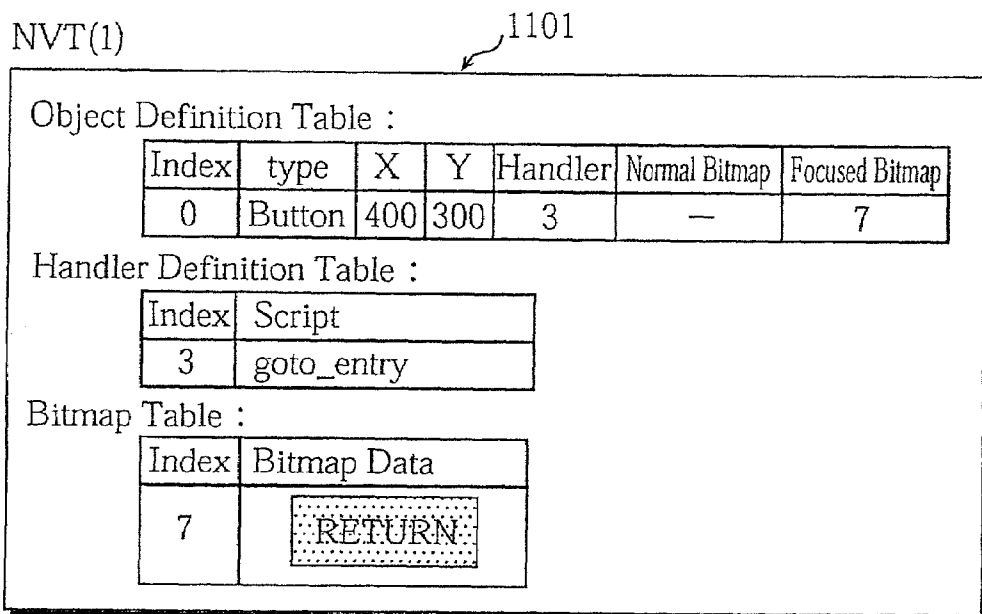 1101
NVT(1)
Object Definition Table :
Index type X Y Handler Normal Bitmap Focused Bitmap
0 Button 400 300 3 — 7
Handler Definition Table :
Index Script
3 goto_entry
Bitmap Table :
Index Bitmap Data
7 RETURN